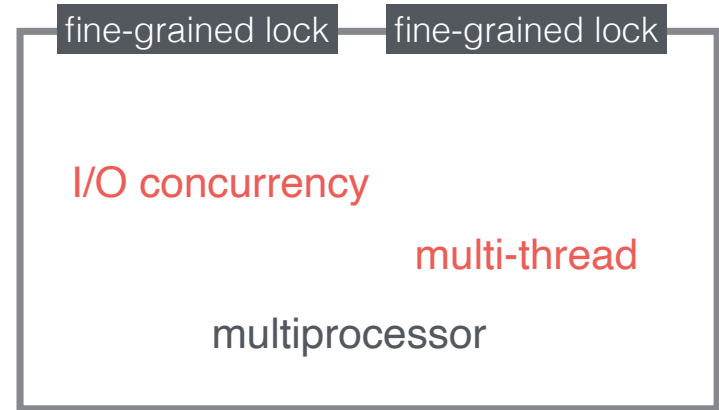 fine-grained lock fine-grained lock
I/O concurrency
multi-thread
multiprocessor